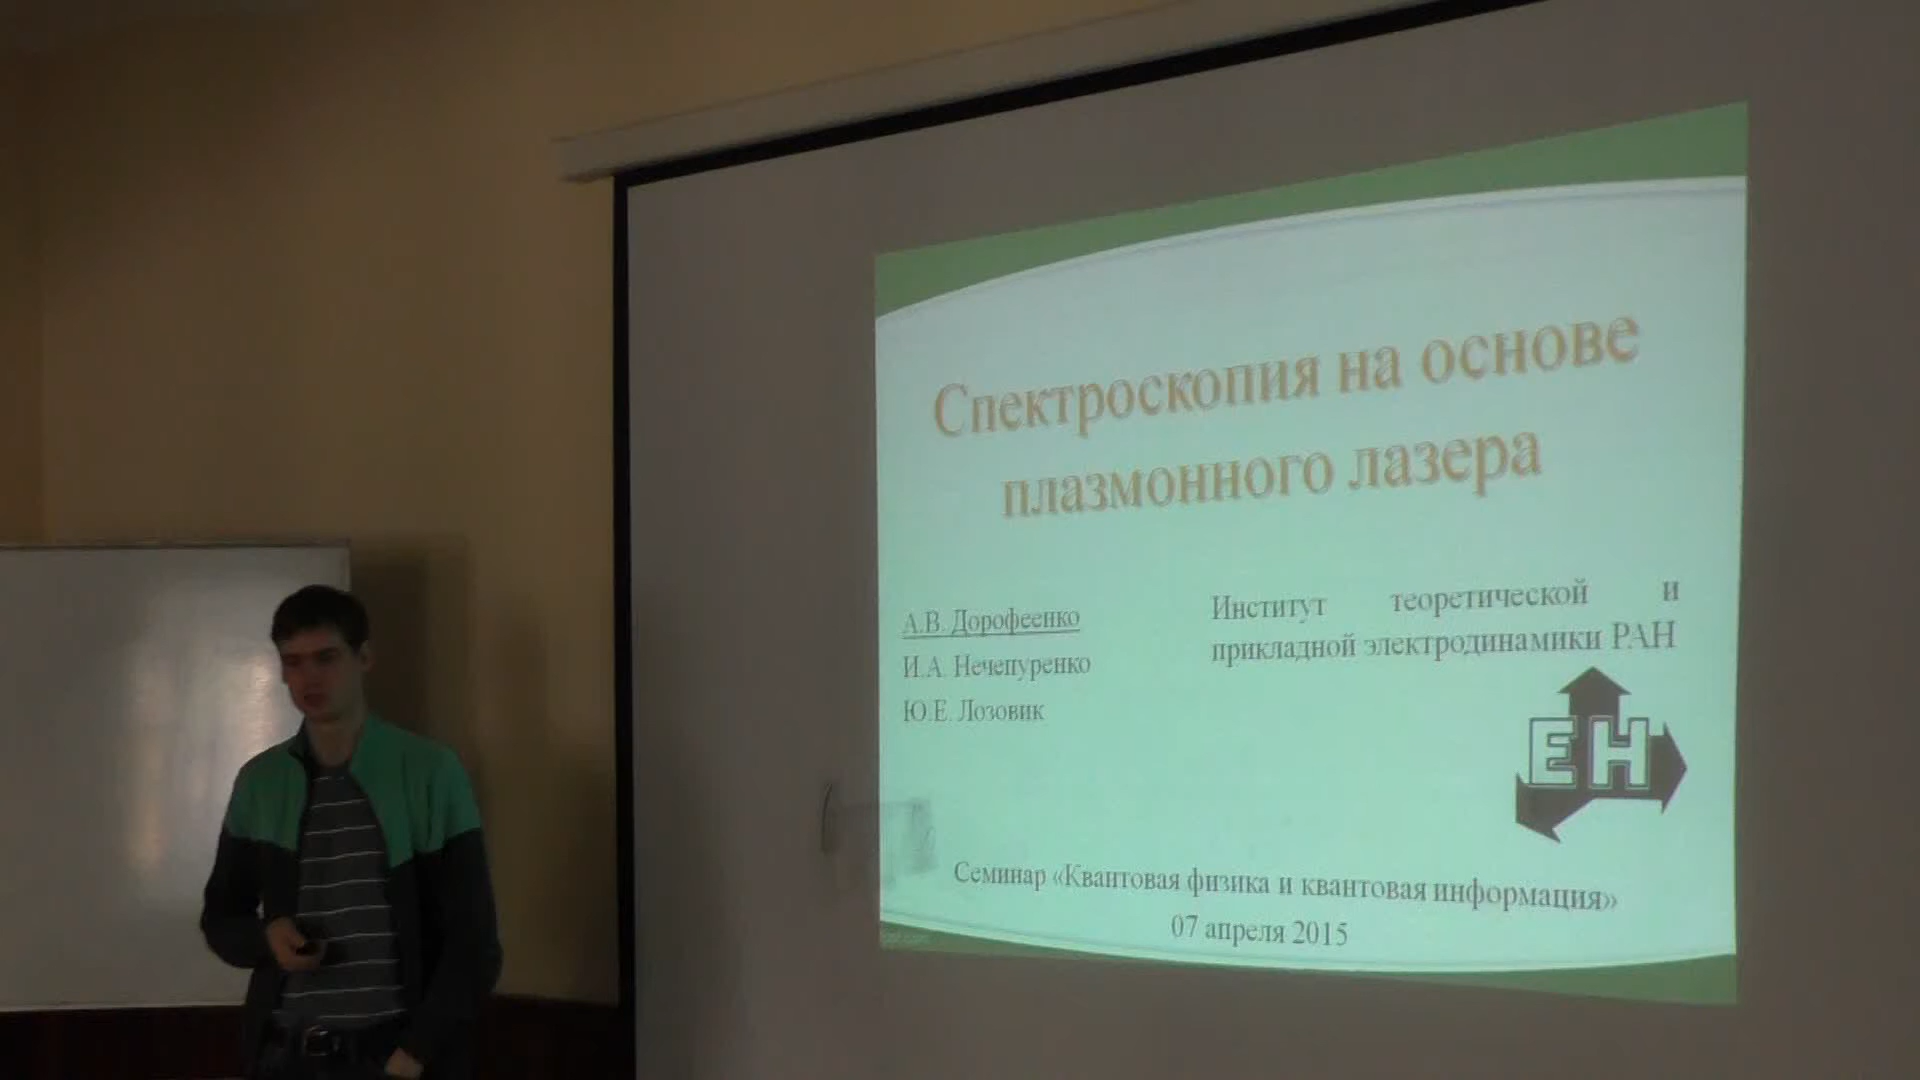 Спектроскопия на основе
плазмонного лазера
А.В. Дорофеенко
И.А. Нечепуренко
Ю.Е. Лозовик
Институт теоретической и
прикладной электродинамики РАН
ЕН
Семинар «Квантовая физика и квантовая информация»
07 апреля 2015